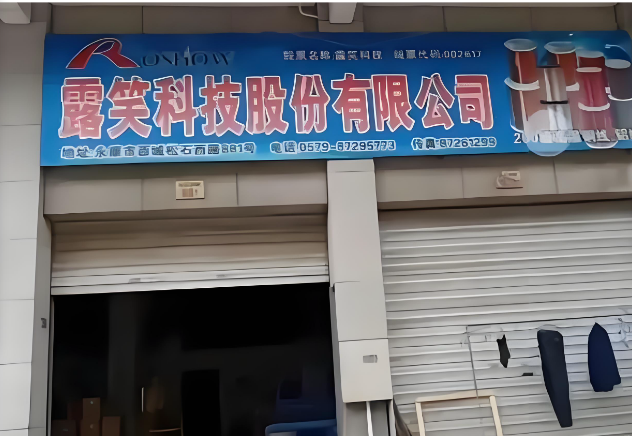 ROSHOW
股票名称:露笑科技 股票代码:002617
露笑科技股份有限公司
地址:永康市西城松石西路881号 电话:0579-87295773 传真:87261299